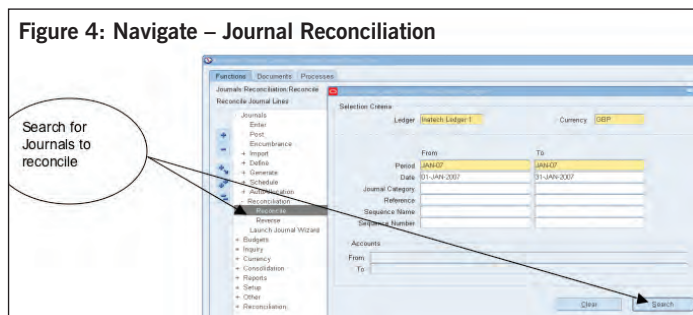 Figure 4: Navigate – Journal Reconciliation
Search for
Journals to
reconcile
Functions Documents Processes
Journals:Reconciliation:Reconcile
Reconcile Journal Lines
Journals
Enter
Post
Encumbrance
+ Import
+ Define
+ Generate
+ Schedule
+ AutoAllocation
- Reconciliation
Reconcile
Reverse
Launch Journal Wizard
+ Budgets
+ Inquiry
+ Currency
+ Consolidation
+ Reports
+ Setup
+ Other
+ Reconciliation
Selection Criteria
Ledger Inatech Ledger 1 Currency GBP
From To
Period JAN-07 JAN-07
Date 01-JAN-2007 31-JAN-2007
Journal Category
Reference
Sequence Name
Sequence Number
Accounts
From
To
Clear Search